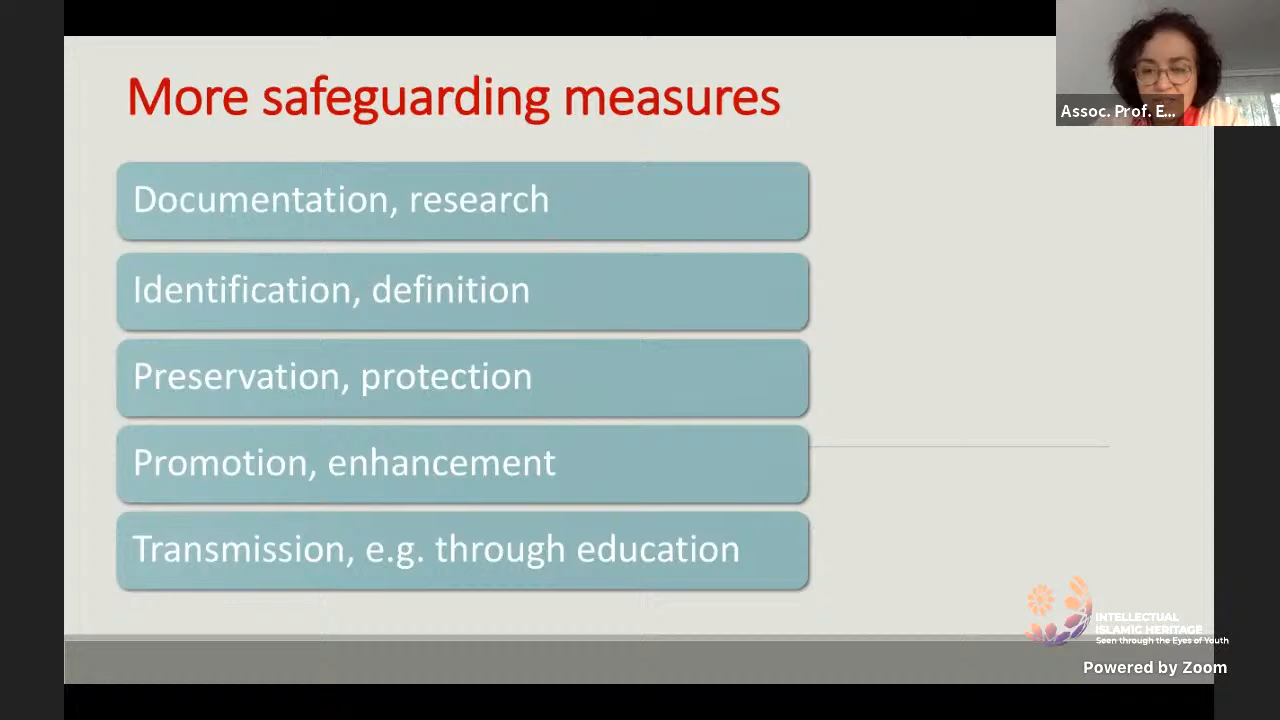 More safeguarding measures
Assoc. Prof. E...
Documentation, research
Identification, definition
Preservation, protection
Promotion, enhancement
Transmission, e.g. through education
INTELLECTUAL
ISLAMIC HERITAGE
Seen through the Eyes of Youth
Powered by Zoom